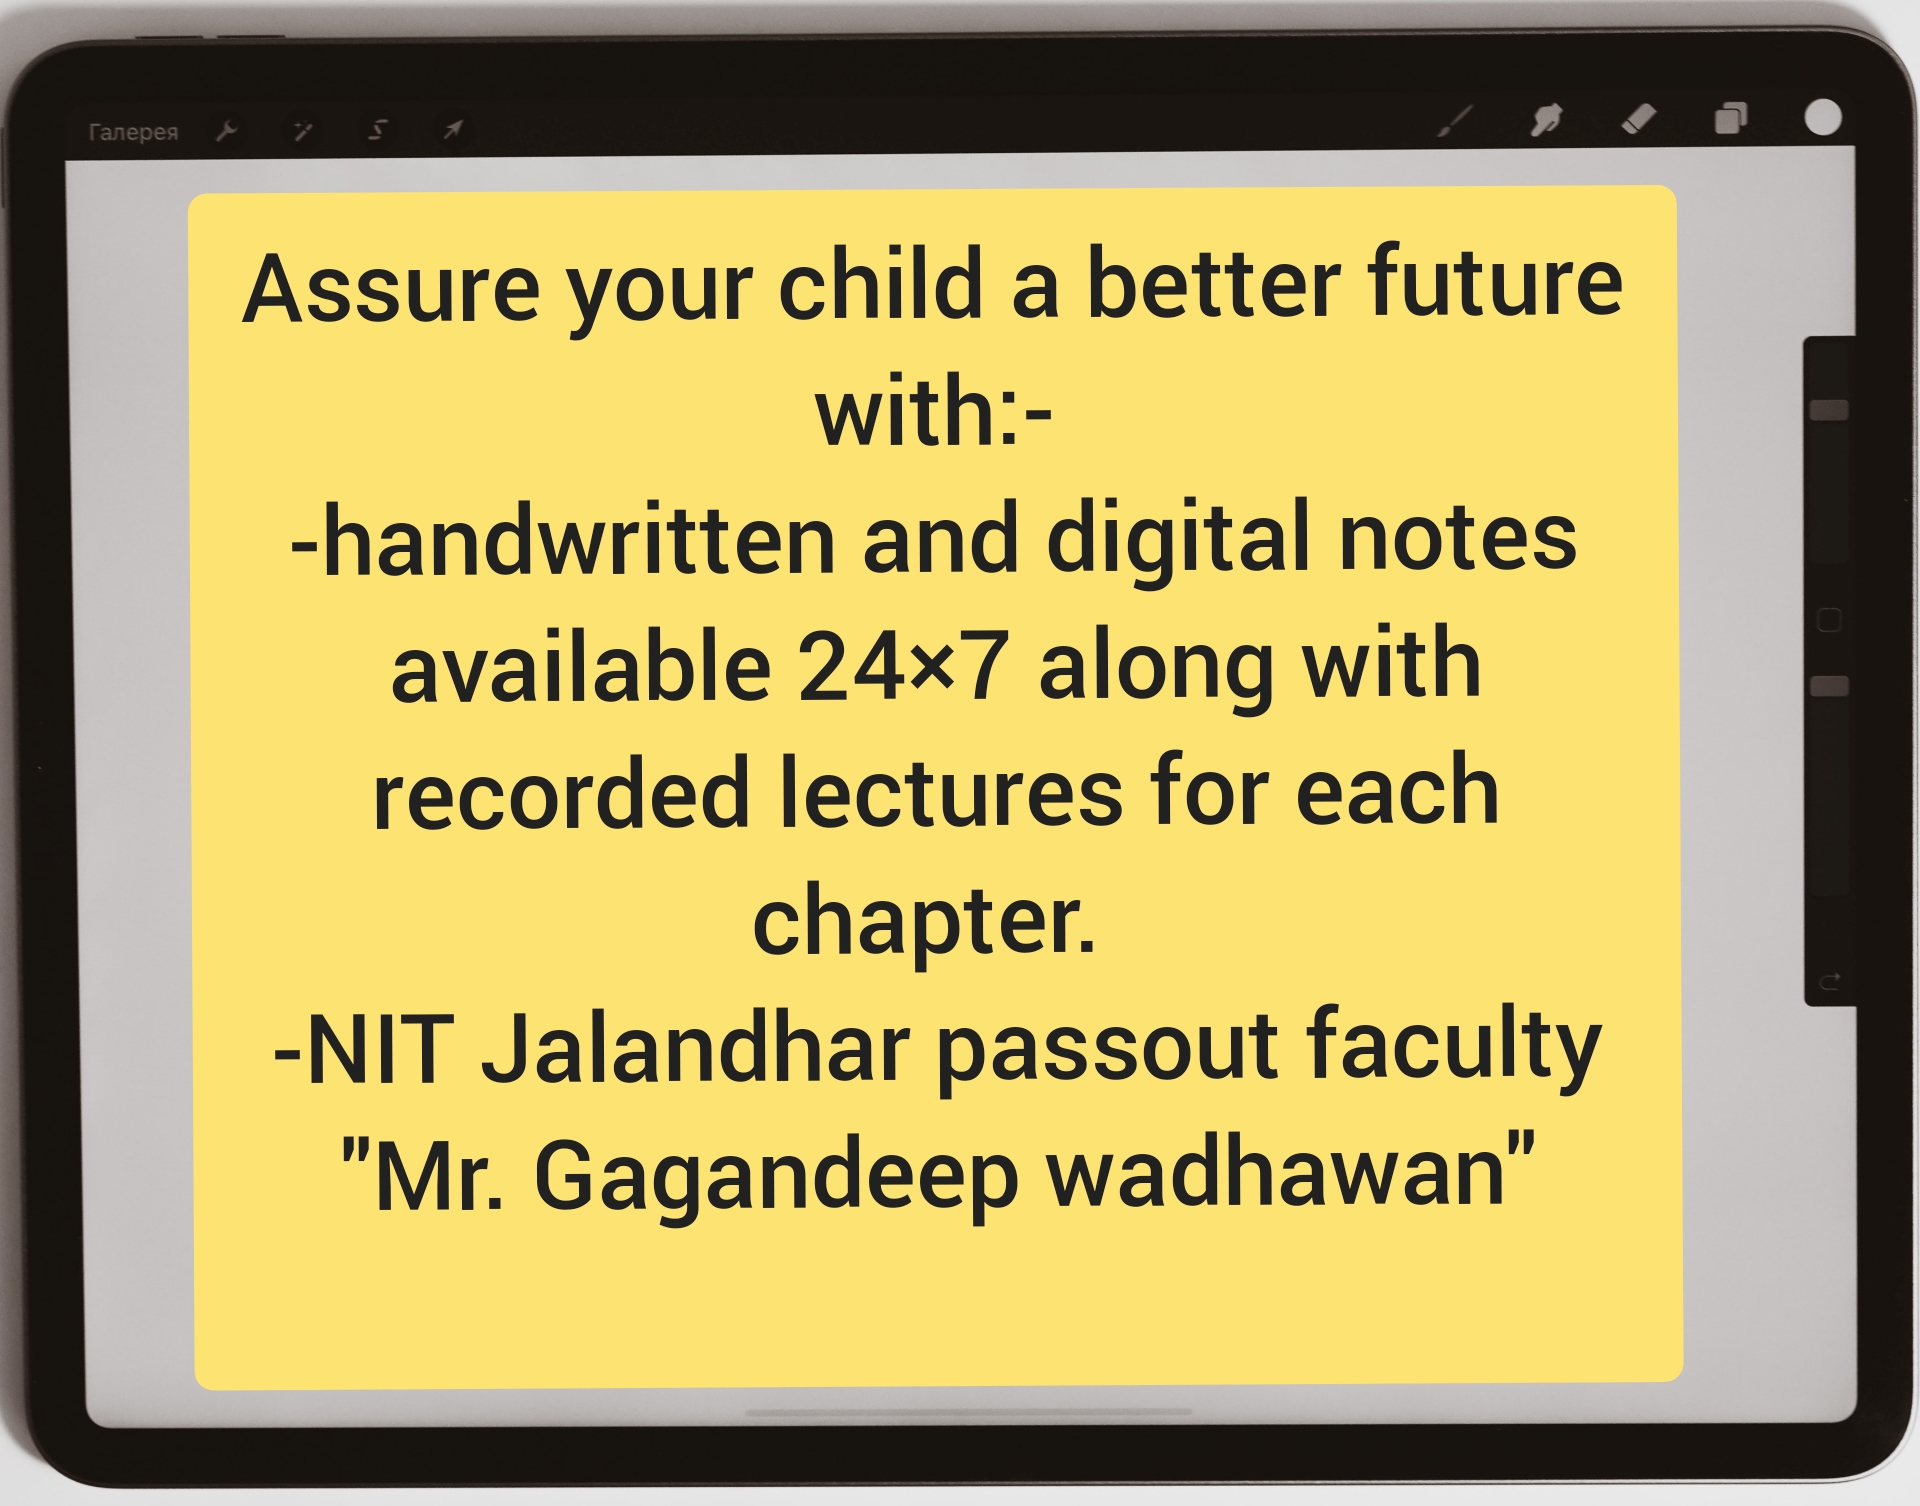 Галерея
Assure your child a better future
with:-
-handwritten and digital notes
available 24×7 along with
recorded lectures for each
chapter.
-NIT Jalandhar passout faculty
"Mr. Gagandeep wadhawan"